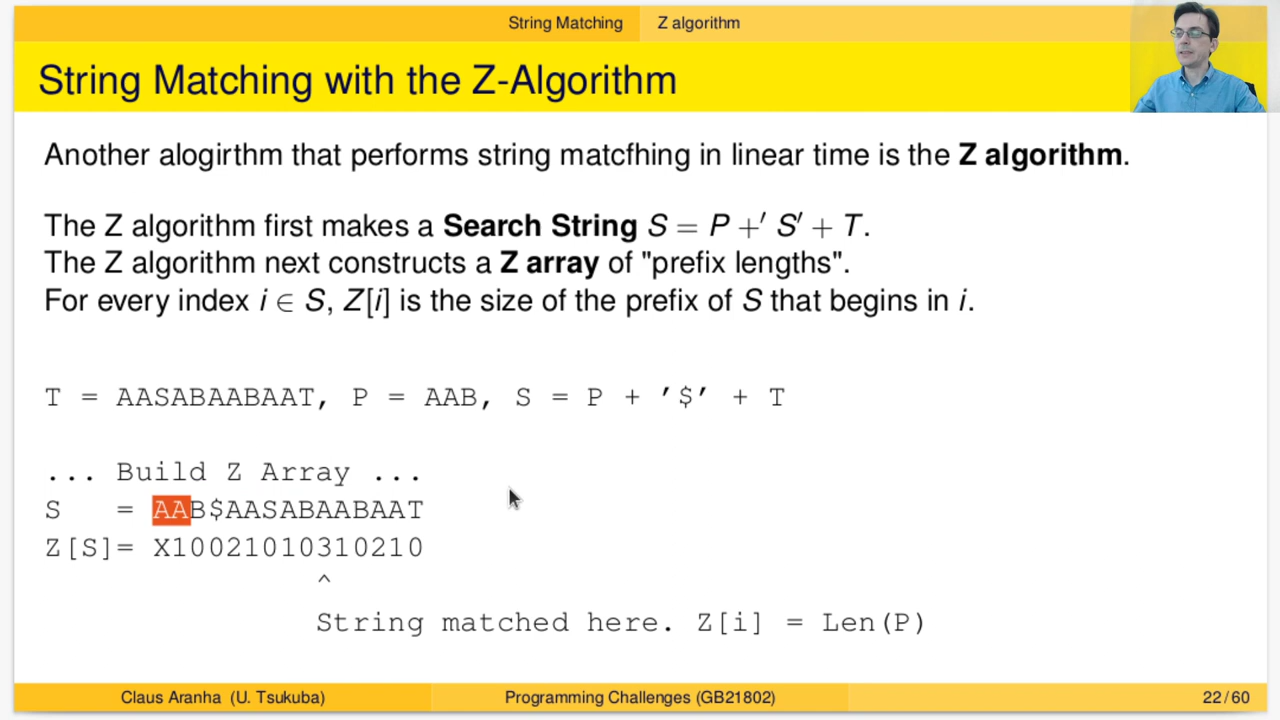 String Matching Z algorithm
String Matching with the Z-Algorithm
Another alogirthm that performs string matcfhing in linear time is the Z algorithm.
The Z algorithm first makes a Search String S = P +′ S′ + T.
The Z algorithm next constructs a Z array of "prefix lengths".
For every index i ∈ S, Z[i] is the size of the prefix of S that begins in i.
T = AASABAABAAT, P = AAB, S = P + ’$’ + T
... Build Z Array ...
S = AAB$AASABAABAAT
Z[S]= X10021010310210
^
String matched here. Z[i] = Len(P)
Claus Aranha (U. Tsukuba) Programming Challenges (GB21802) 22/60